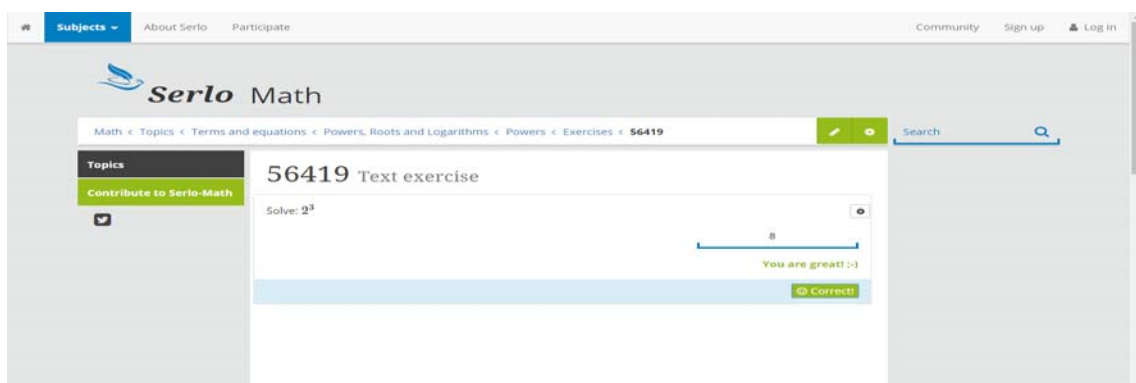 Subjects About Serlo Participate Community Sign up Log in
Serlo Math
Math < Topics < Terms and equations < Powers, Roots and Logarithms < Powers < Exercises < 56419
Search
Topics
Contribute to Serlo-Math
56419 Text exercise
Solve: 2³
8
You are great! ;-)
Correct!